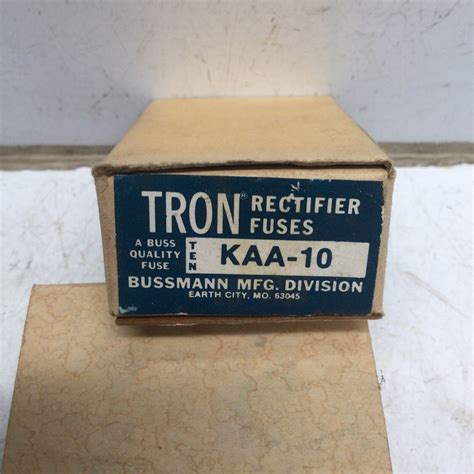 TRON® RECTIFIER
FUSES
A BUSS
QUALITY
FUSE
TEN
KAA-10
BUSSMANN MFG. DIVISION
EARTH CITY, MO. 63045